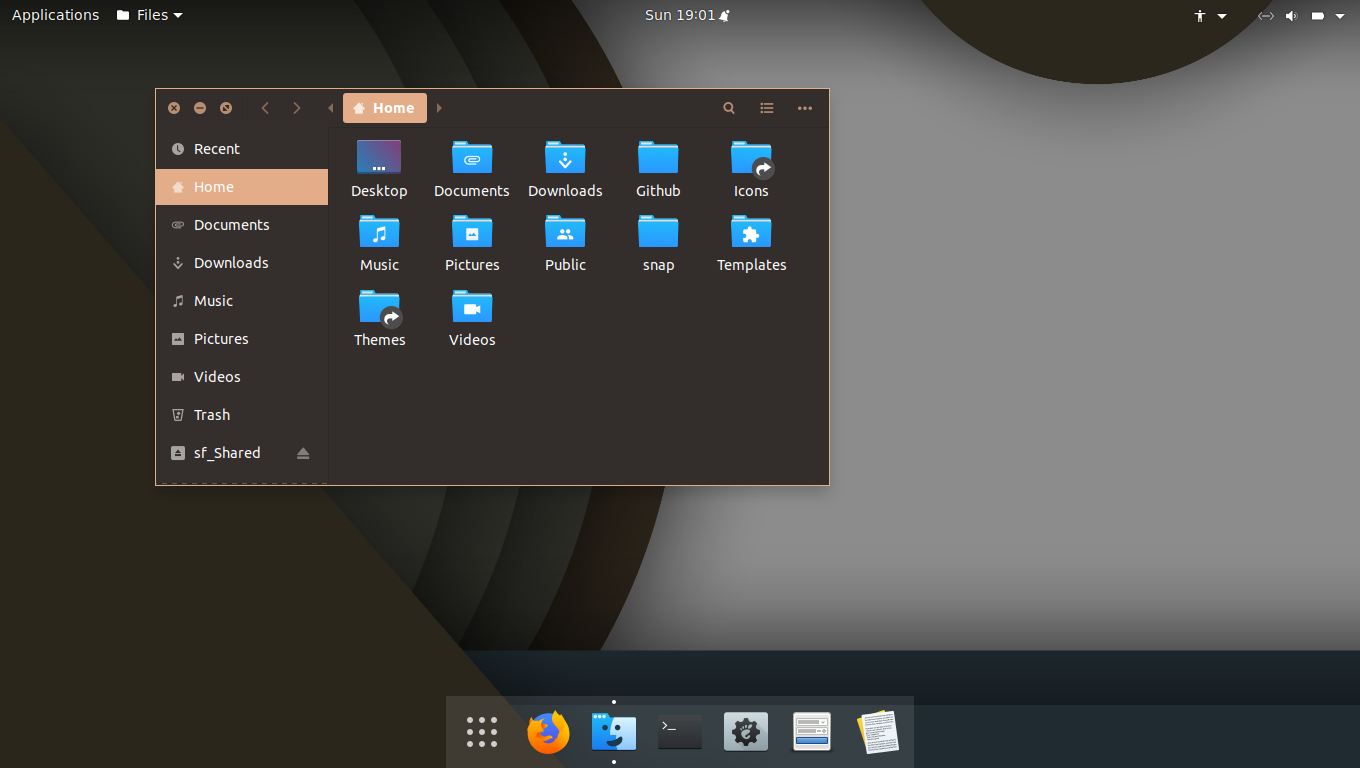 Applications Files Sun 19:01
Home
Recent
Home
Documents
Downloads
Music
Pictures
Videos
Trash
sf_Shared
Desktop Documents Downloads Github Icons
Music Pictures Public snap Templates
Themes Videos